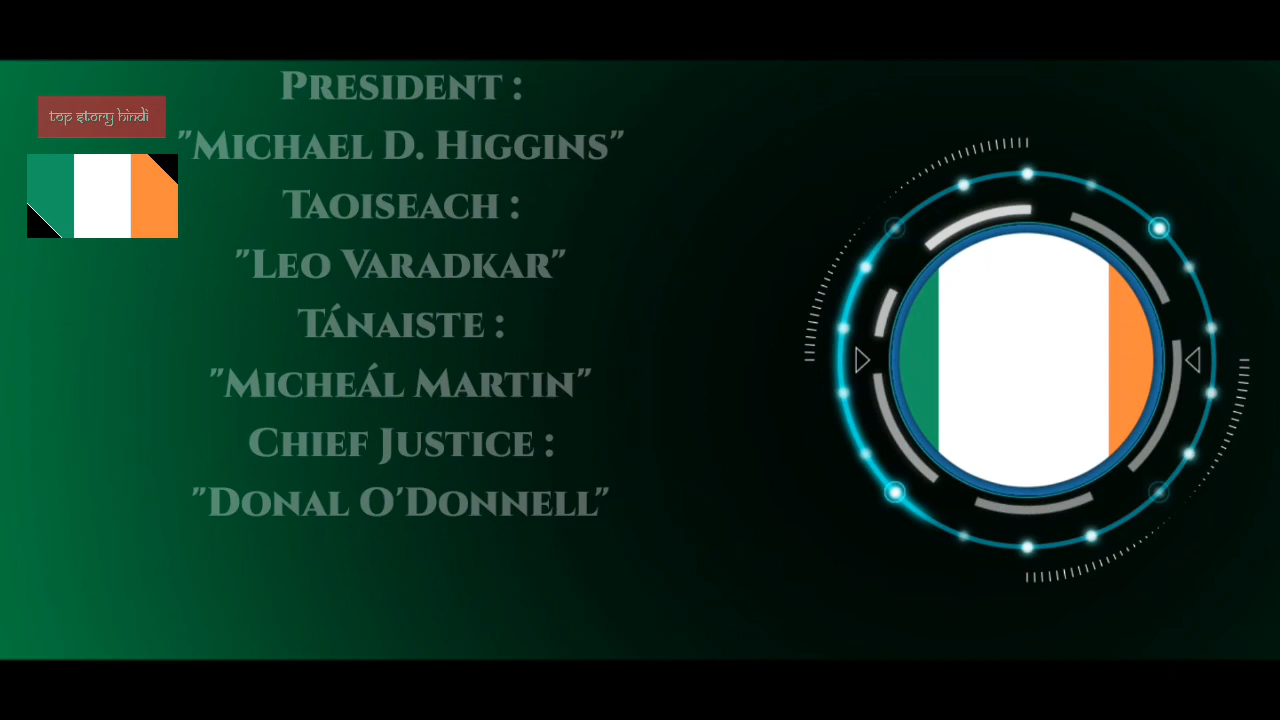 top story hindi
President :
"Michael D. Higgins"
Taoiseach :
"Leo Varadkar"
Tánaiste :
"Micheál Martin"
Chief Justice :
"Donal O'Donnell"